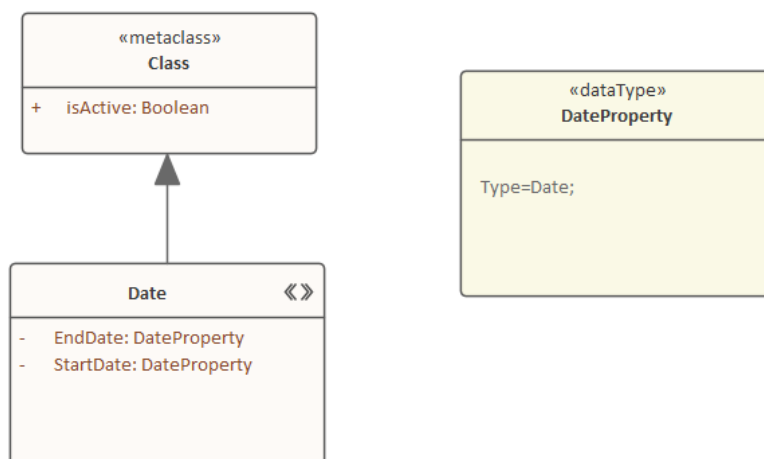 «metaclass»
Class
+ isActive: Boolean
«dataType»
DateProperty
Type=Date;
Date «»
- EndDate: DateProperty
- StartDate: DateProperty